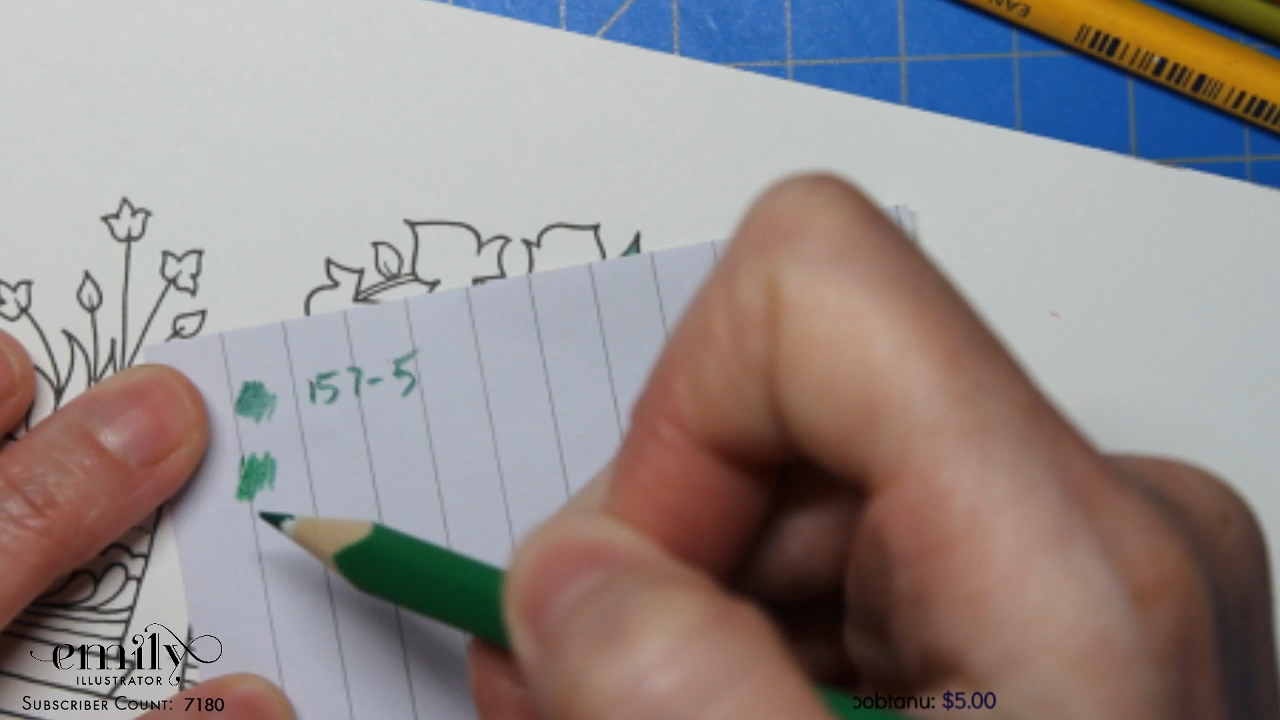 157-5
emily
ILLUSTRATOR
SUBSCRIBER COUNT: 7180
obtanu: $5.00